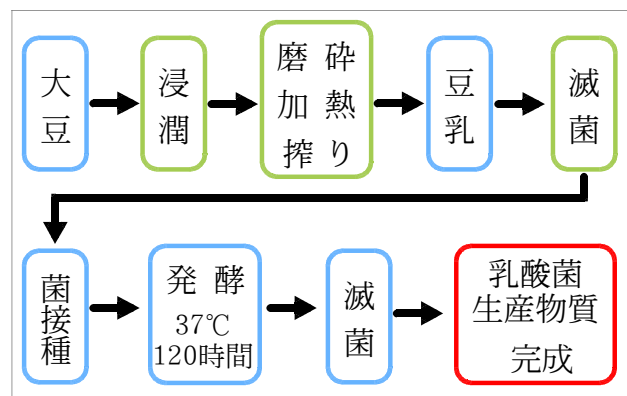 大豆
浸潤
磨砕
加熱
搾り
豆乳
滅菌
菌接種
発酵
37℃
120時間
滅菌
乳酸菌
生産物質
完成